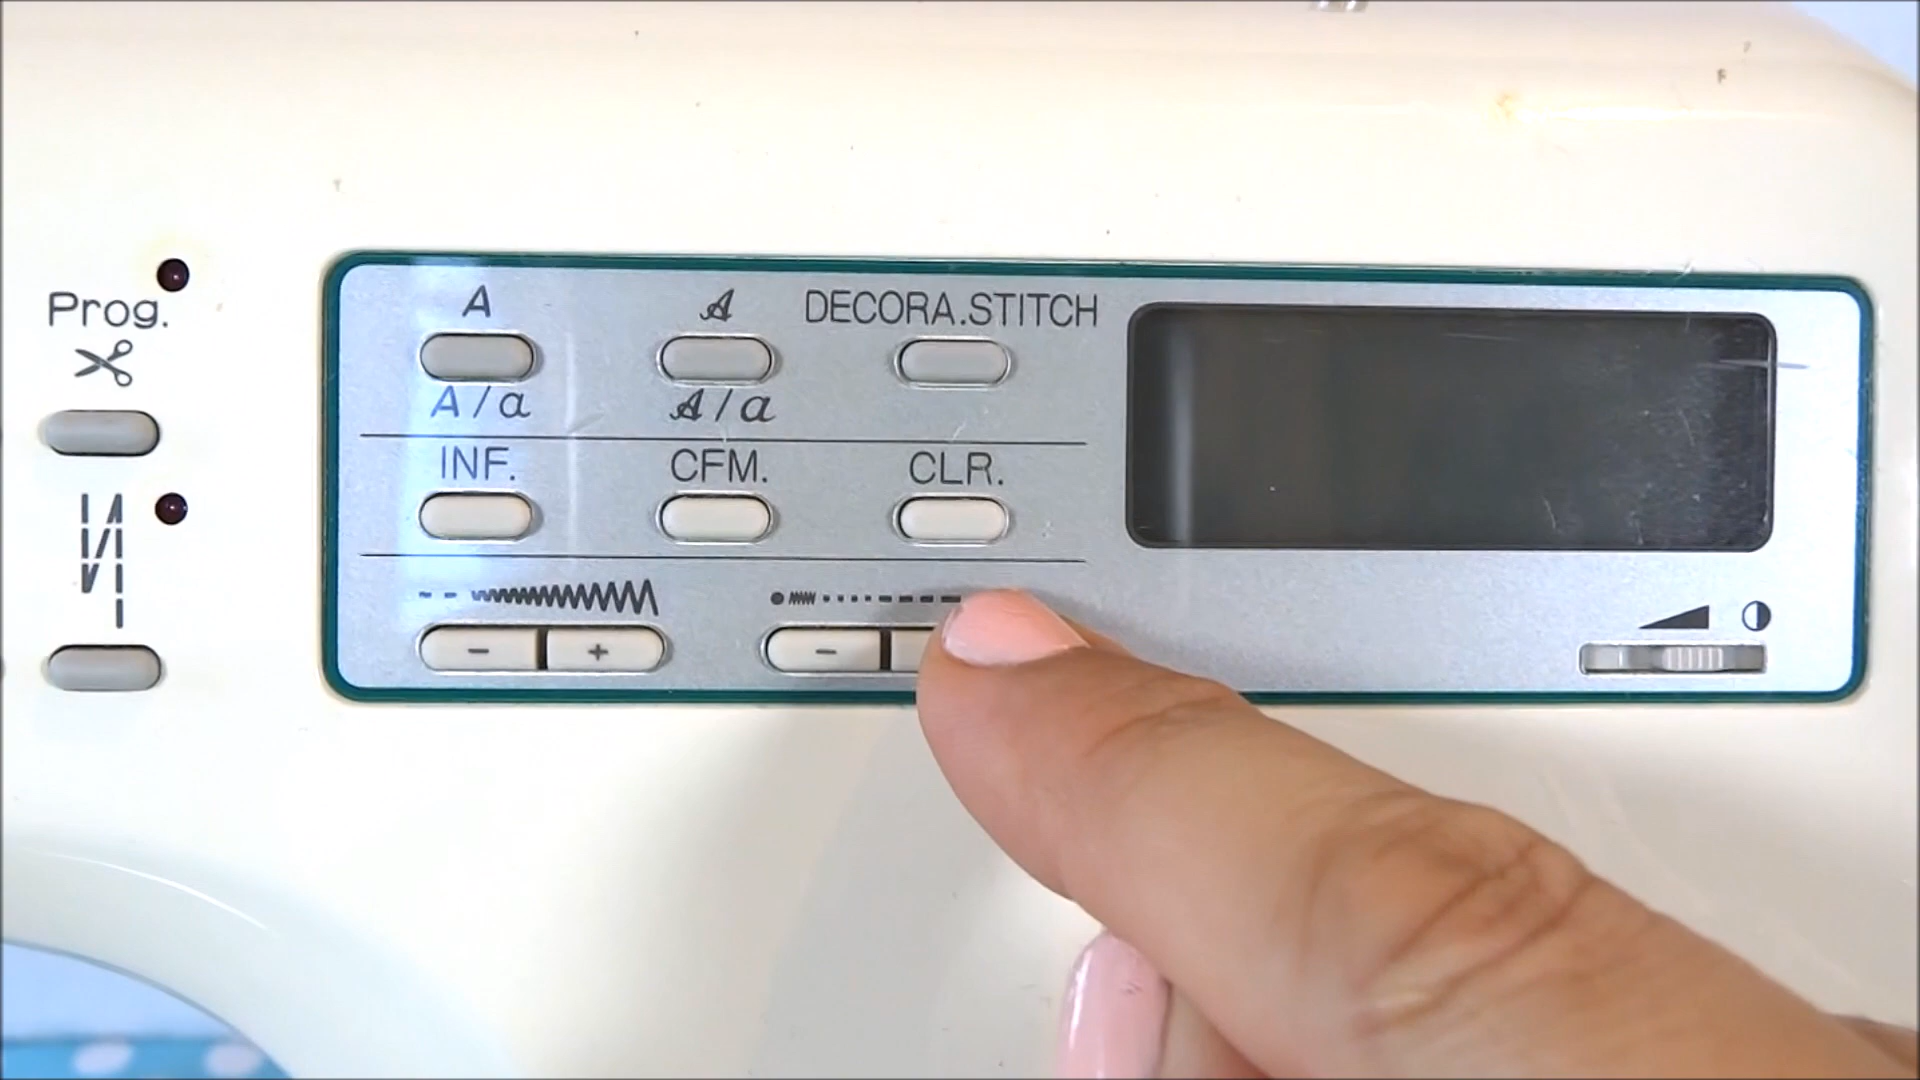 Prog.
A
A
DECORA.STITCH
A/a
A/a
INF.
CFM.
CLR.
- +
-